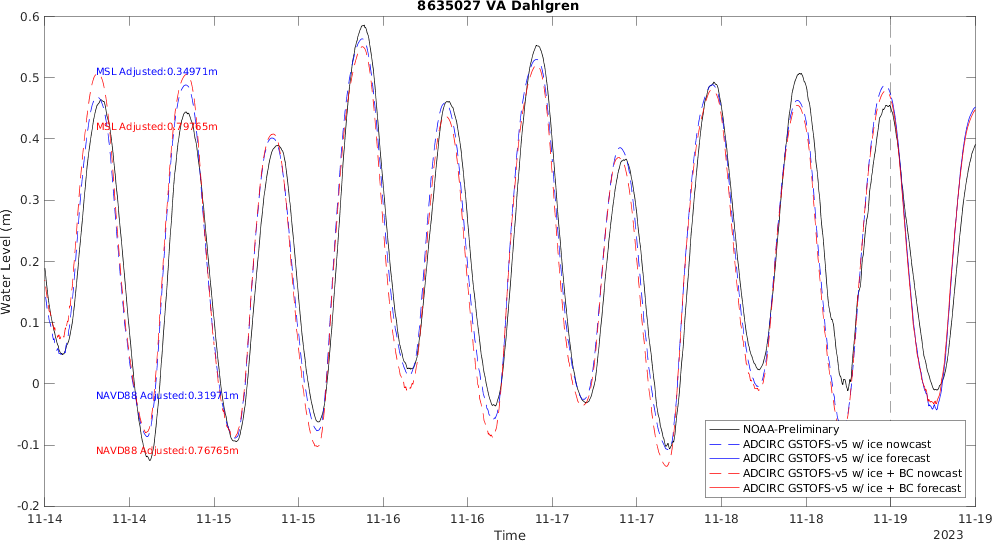 8635027 VA Dahlgren
0.6
0.5
0.4
0.3
0.2
0.1
0
-0.1
-0.2
Water Level (m)
MSL Adjusted:0.34971m
MSL Adjusted:0.79765m
NAVD88 Adjusted:0.31971m
NAVD88 Adjusted:0.76765m
NOAA-Preliminary
ADCIRC GSTOFS-v5 w/ ice nowcast
ADCIRC GSTOFS-v5 w/ ice forecast
ADCIRC GSTOFS-v5 w/ ice + BC nowcast
ADCIRC GSTOFS-v5 w/ ice + BC forecast
11-14 11-14 11-15 11-15 11-16 11-16 11-17 11-17 11-18 11-18 11-19 11-19
Time
2023